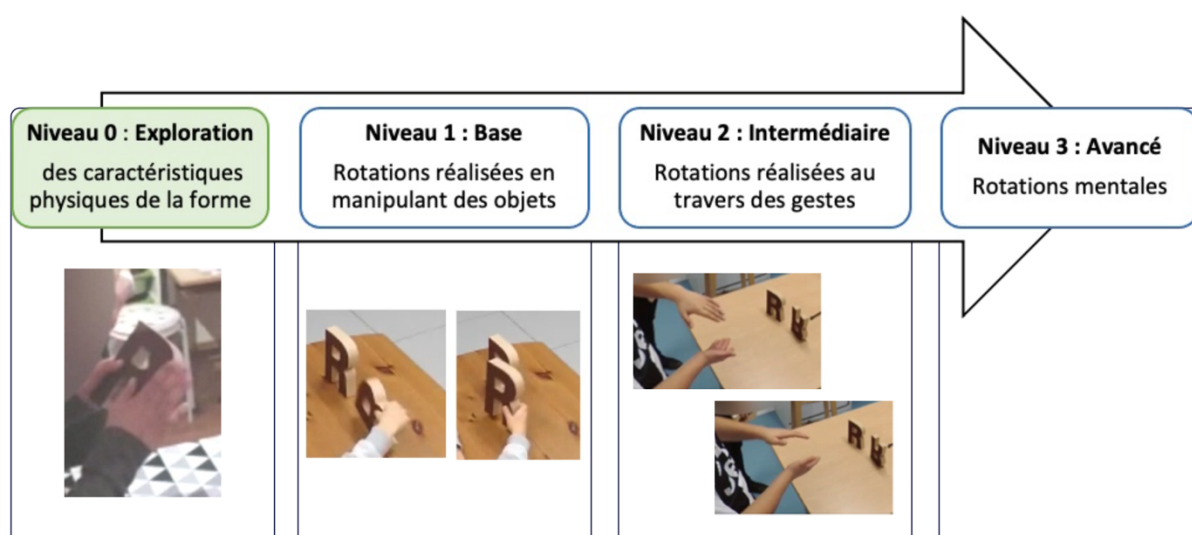 Niveau 0 : Exploration
des caractéristiques
physiques de la forme
Niveau 1 : Base
Rotations réalisées en
manipulant des objets
Niveau 2 : Intermédiaire
Rotations réalisées au
travers des gestes
Niveau 3 : Avancé
Rotations mentales
R
R
R
R
R
R
R
R
R